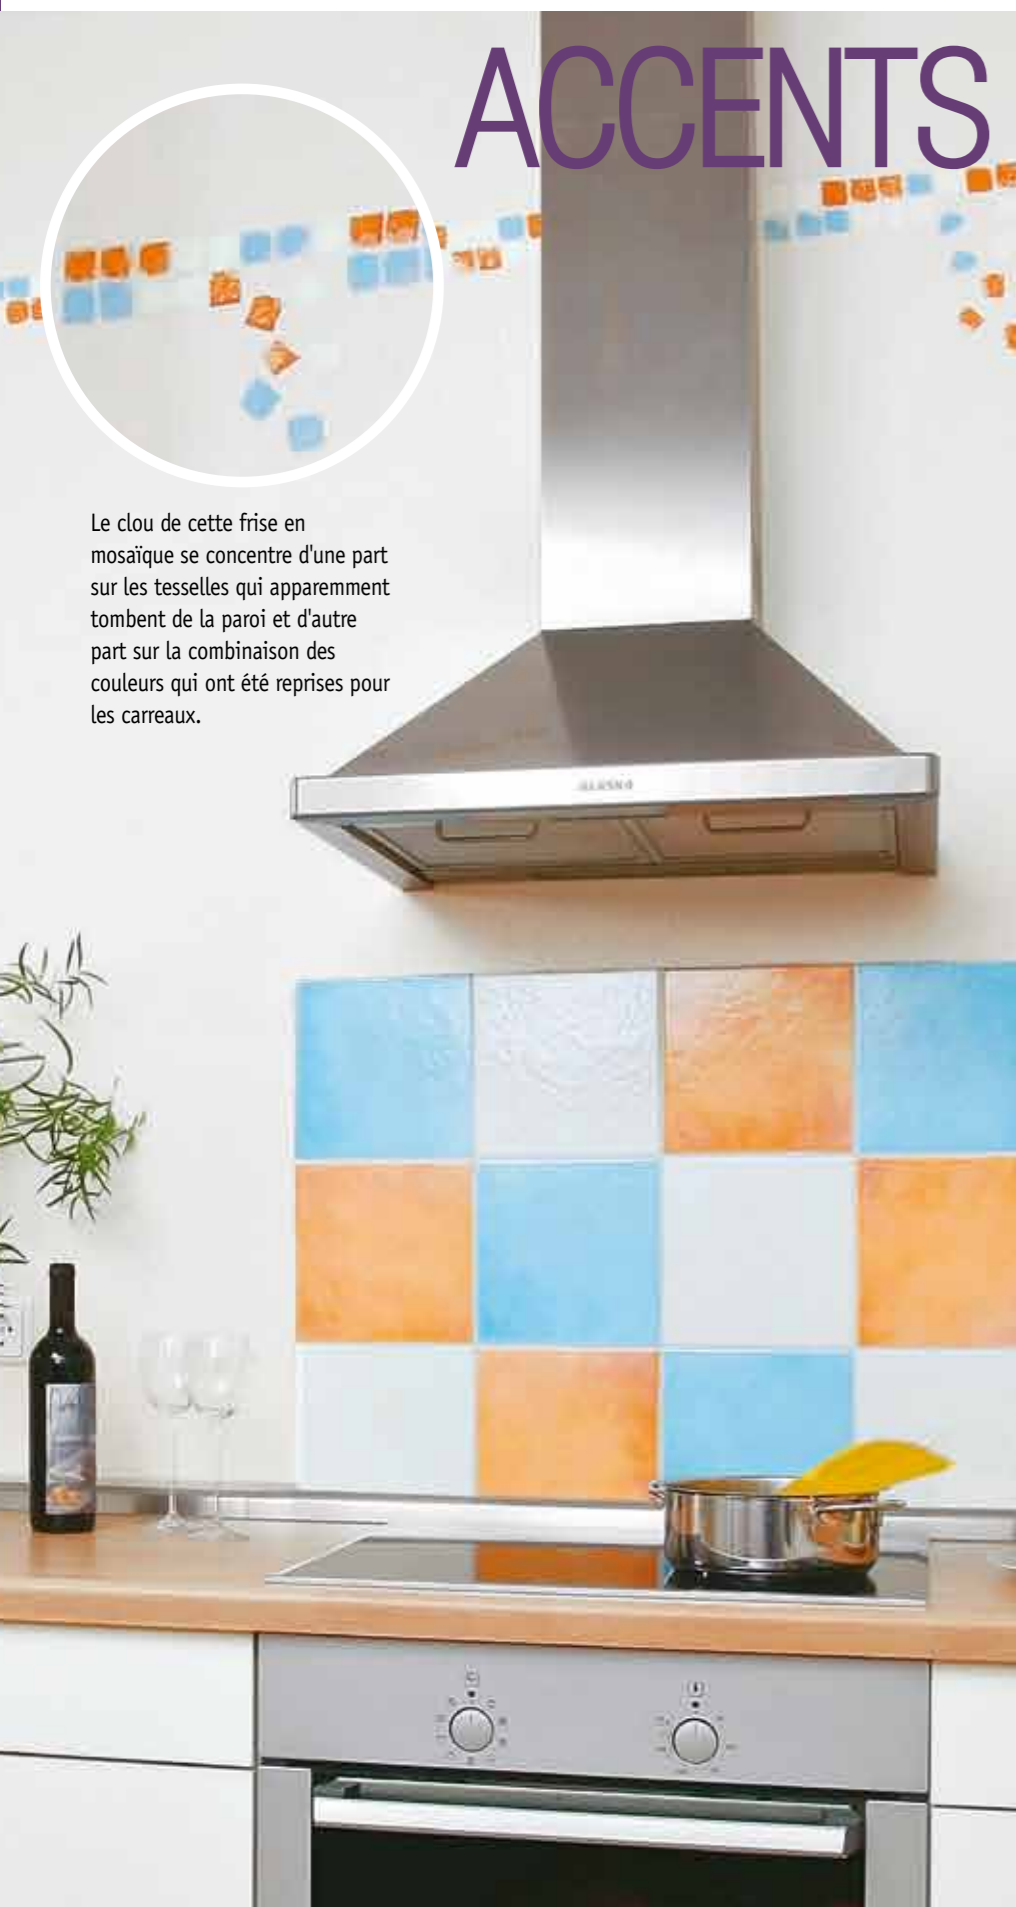 ACCENTS
Le clou de cette frise en
mosaïque se concentre d'une part
sur les tesselles qui apparemment
tombent de la paroi et d'autre
part sur la combinaison des
couleurs qui ont été reprises pour
les carreaux.